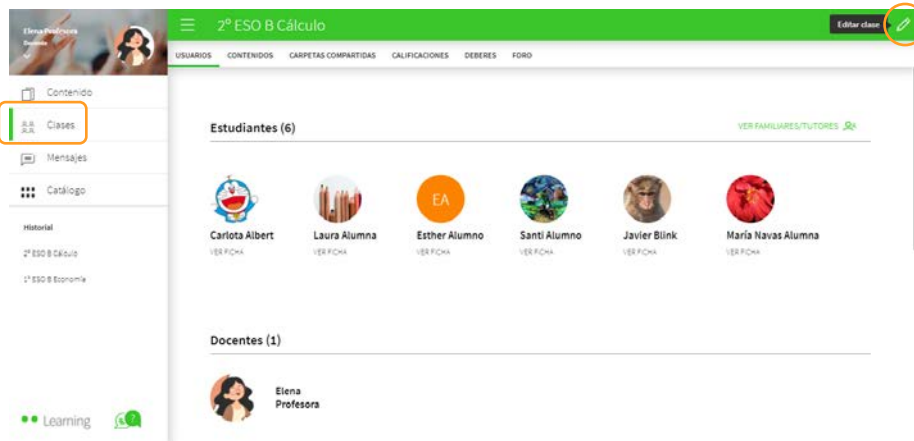 Elena Profesora
Docente
2º ESO B Cálculo
Editar clase
USUARIOS CONTENIDOS CARPETAS COMPARTIDAS CALIFICACIONES DEBERES FORO
Contenido
Clases
Mensajes
Catálogo
Historial
2º ESO B Cálculo
1º ESO B Economía
Learning
?
Estudiantes (6)
VER FAMILIARES/TUTORES
EA
Carlota Albert Laura Alumna Esther Alumno Santi Alumno Javier Blink María Navas Alumna
VER FICHA VER FICHA VER FICHA VER FICHA VER FICHA VER FICHA
Docentes (1)
Elena
Profesora